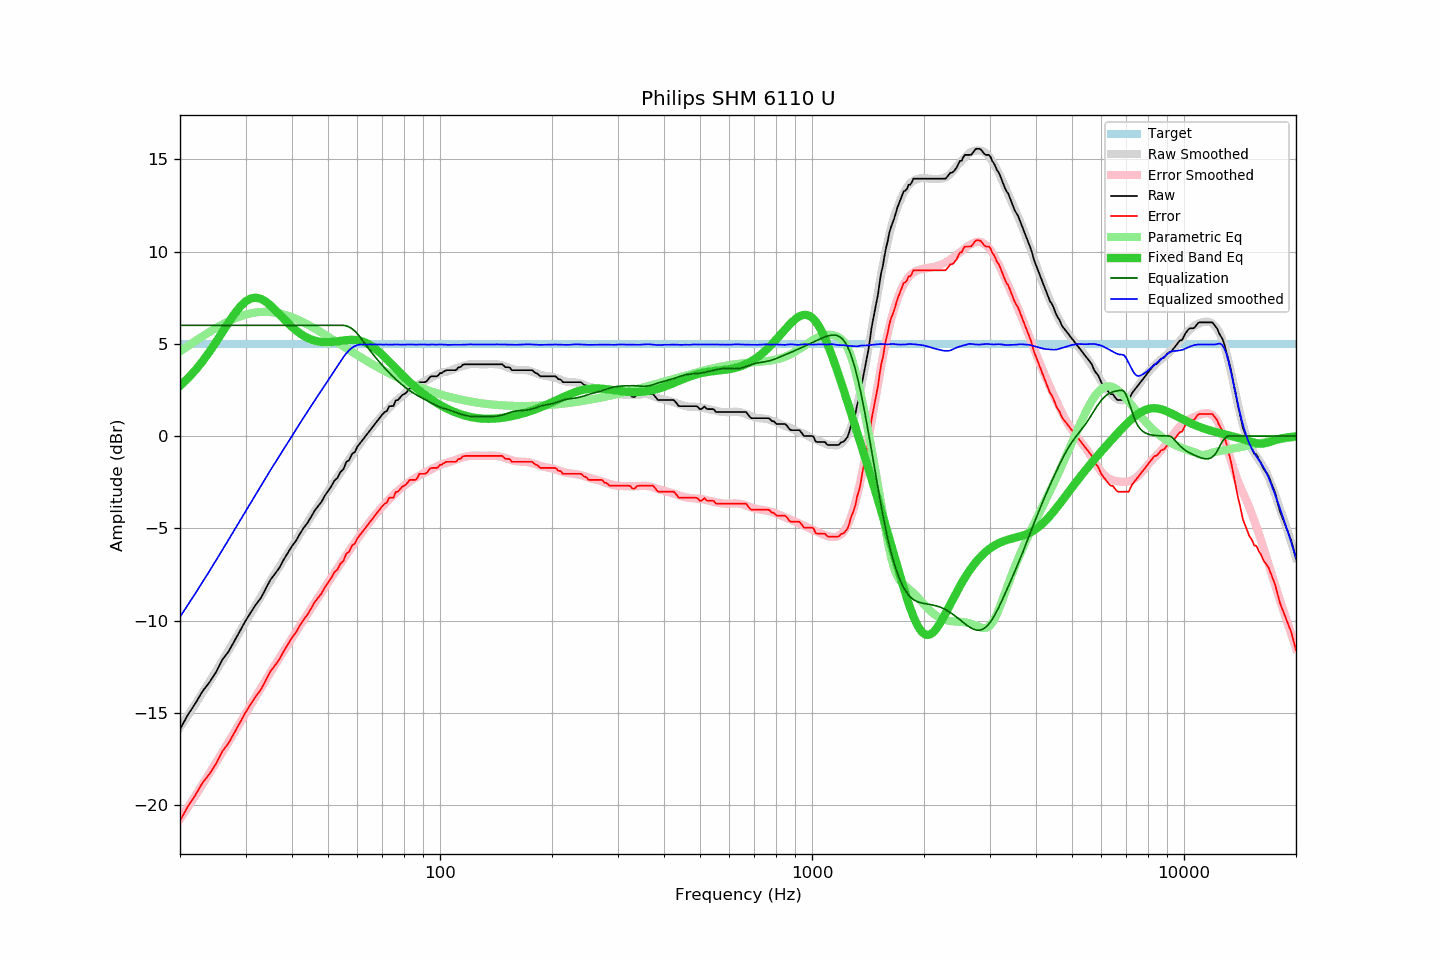 Philips SHM 6110 U
Target
Raw Smoothed
Error Smoothed
Raw
Error
Parametric Eq
Fixed Band Eq
Equalization
Equalized smoothed
15
10
5
0
−5
−10
−15
−20
Amplitude (dBr)
100
1000
10000
Frequency (Hz)